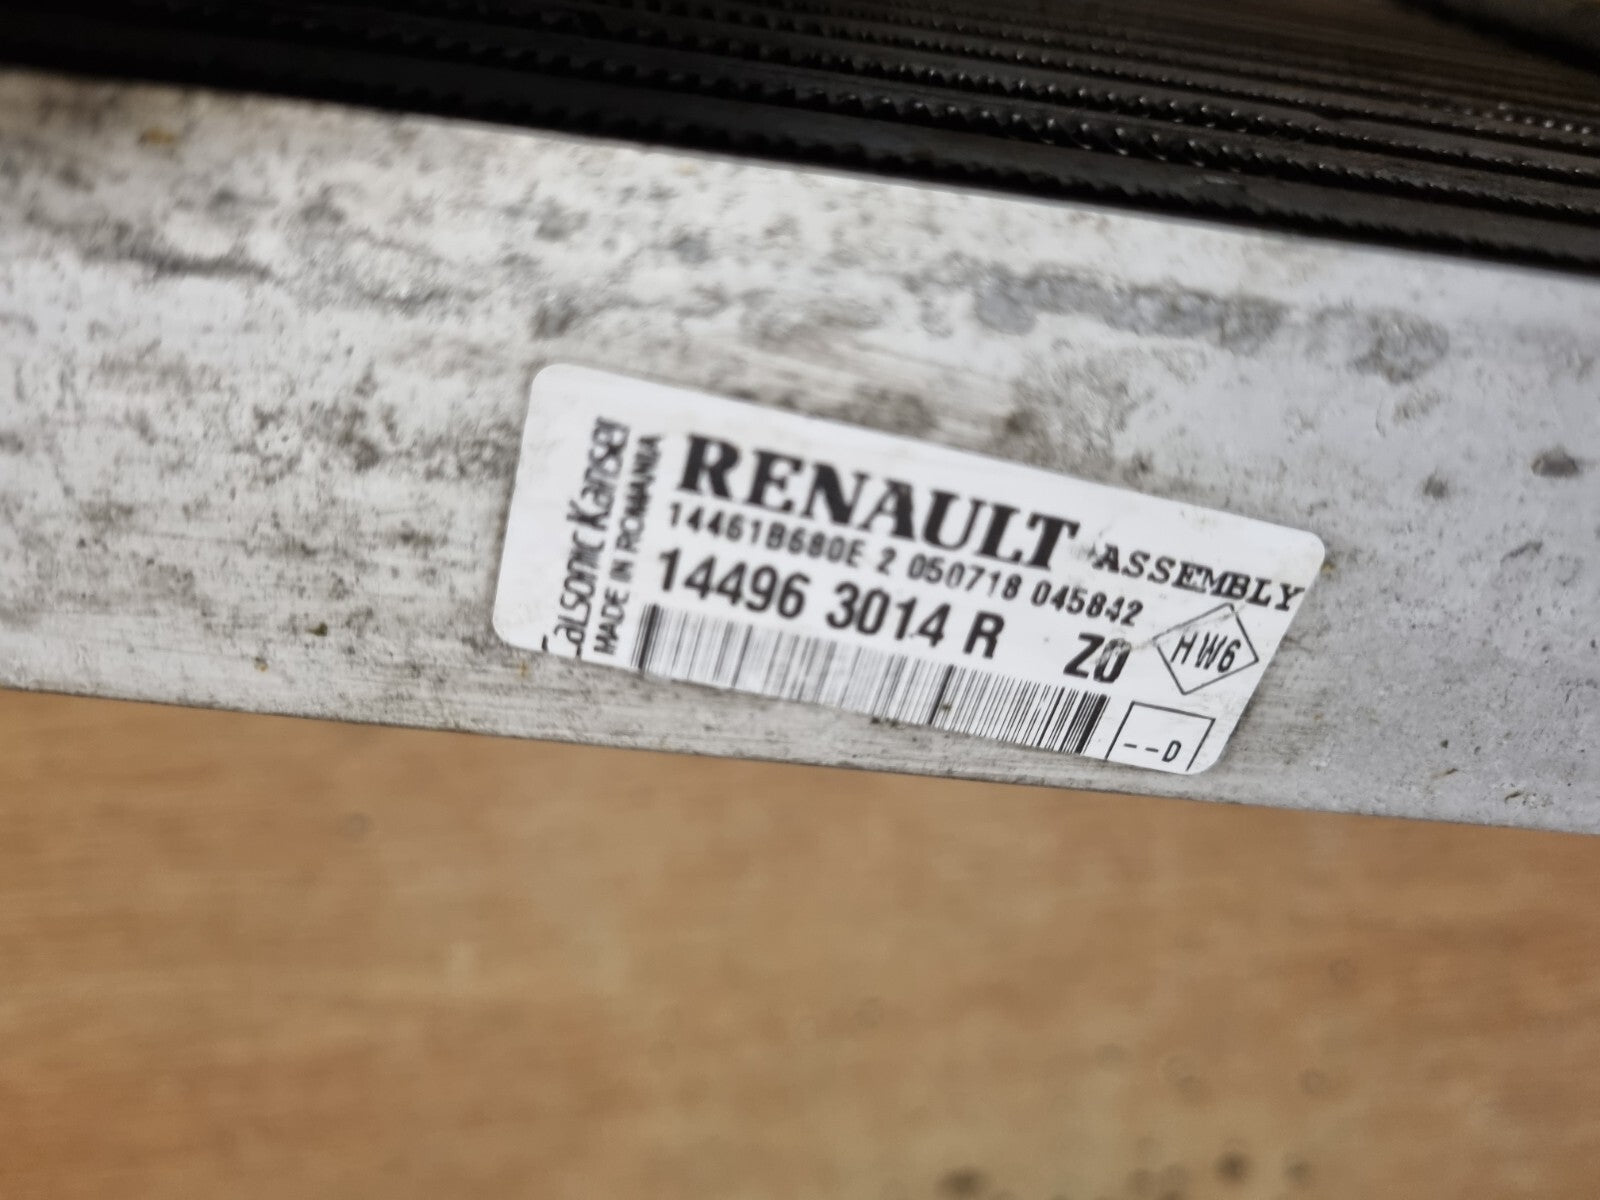 Calsonic Kansei
MADE IN ROMANIA
RENAULT ASSEMBLY
14461B680E 2 050718 045842
14496 3014 R Z0
HW6
--D